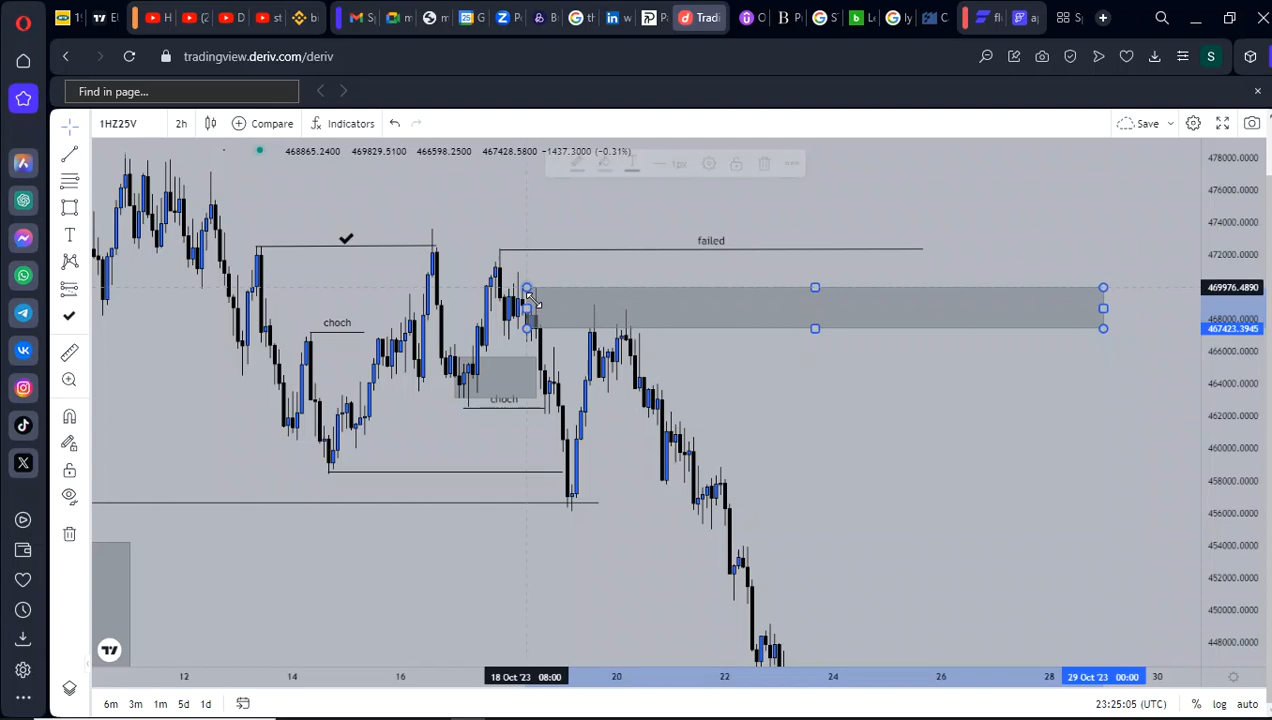 tradingview.deriv.com/deriv
Find in page...
1HZ25V 2h Compare Indicators Save
468865.2400 469829.5100 466598.2500 467428.5800 −1437.3000 (−0.31%)
1px
478000.0000
476000.0000
474000.0000
472000.0000
469976.4890
468000.0000
467423.3945
466000.0000
464000.0000
462000.0000
460000.0000
458000.0000
456000.0000
454000.0000
452000.0000
450000.0000
448000.0000
failed
choch
choch
12 14 16 18 Oct '23 08:00 20 22 24 26 28 29 Oct '23 00:00 30
6m 3m 1m 5d 1d 23:25:05 (UTC) % log auto